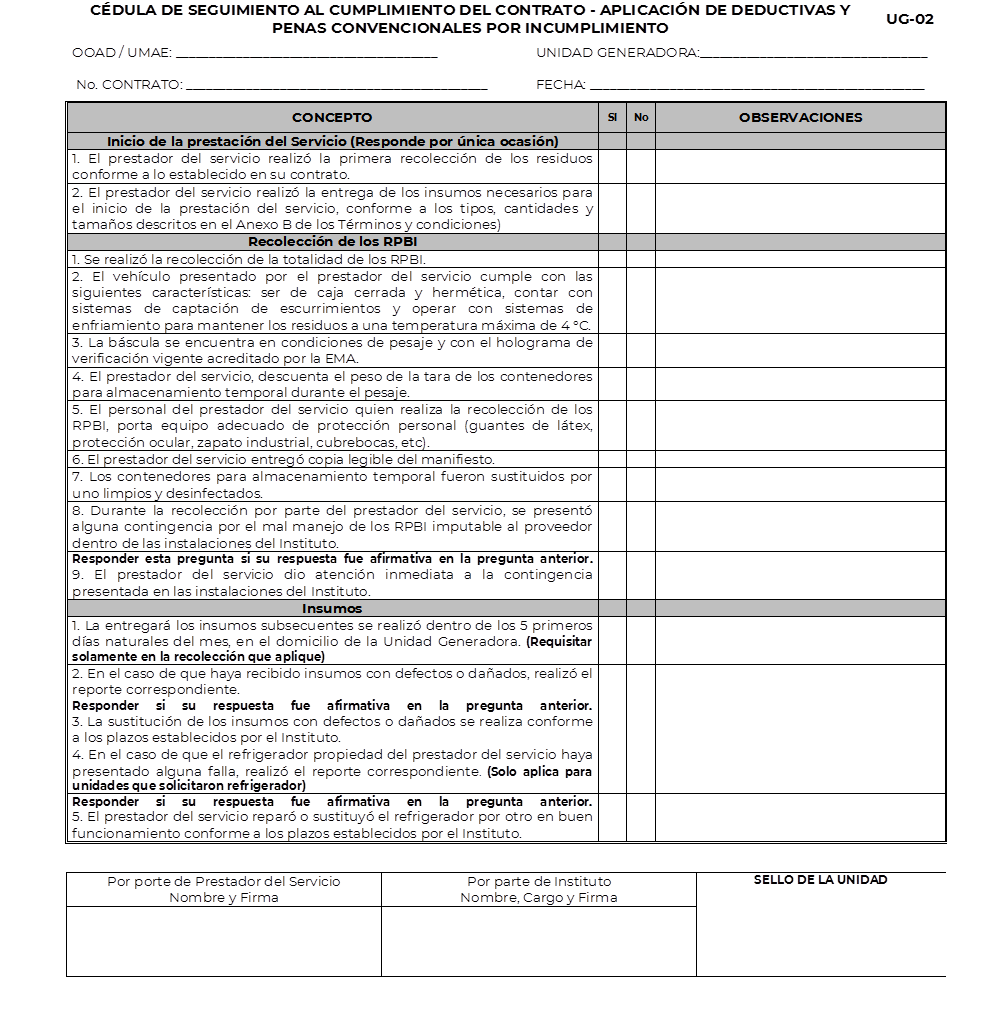 CÉDULA DE SEGUIMIENTO AL CUMPLIMIENTO DEL CONTRATO - APLICACIÓN DE DEDUCTIVAS Y
PENAS CONVENCIONALES POR INCUMPLIMIENTO
UG-02
OOAD / UMAE: ____________________________________
UNIDAD GENERADORA:________________________________
No. CONTRATO: ________________________________________
FECHA: _____________________________________________
CONCEPTO SI No OBSERVACIONES
Inicio de la prestación del Servicio (Responde por única ocasión)
1. El prestador del servicio realizó la primera recolección de los residuos
conforme a lo establecido en su contrato.
2. El prestador del servicio realizó la entrega de los insumos necesarios para
el inicio de la prestación del servicio, conforme a los tipos, cantidades y
tamaños descritos en el Anexo B de los Términos y condiciones)
Recolección de los RPBI
1. Se realizó la recolección de la totalidad de los RPBI.
2. El vehículo presentado por el prestador del servicio cumple con las
siguientes características: ser de caja cerrada y hermética, contar con
sistemas de captación de escurrimientos y operar con sistemas de
enfriamiento para mantener los residuos a una temperatura máxima de 4 °C.
3. La báscula se encuentra en condiciones de pesaje y con el holograma de
verificación vigente acreditado por la EMA.
4. El prestador del servicio, descuenta el peso de la tara de los contenedores
para almacenamiento temporal durante el pesaje.
5. El personal del prestador del servicio quien realiza la recolección de los
RPBI, porta equipo adecuado de protección personal (guantes de látex,
protección ocular, zapato industrial, cubrebocas, etc).
6. El prestador del servicio entregó copia legible del manifiesto.
7. Los contenedores para almacenamiento temporal fueron sustituidos por
uno limpios y desinfectados.
8. Durante la recolección por parte del prestador del servicio, se presentó
alguna contingencia por el mal manejo de los RPBI imputable al proveedor
dentro de las instalaciones del Instituto.
Responder esta pregunta si su respuesta fue afirmativa en la pregunta anterior.
9. El prestador del servicio dio atención inmediata a la contingencia
presentada en las instalaciones del Instituto.
Insumos
1. La entregará los insumos subsecuentes se realizó dentro de los 5 primeros
días naturales del mes, en el domicilio de la Unidad Generadora. (Requisitar
solamente en la recolección que aplique)
2. En el caso de que haya recibido insumos con defectos o dañados, realizó el
reporte correspondiente.
Responder si su respuesta fue afirmativa en la pregunta anterior.
3. La sustitución de los insumos con defectos o dañados se realiza conforme
a los plazos establecidos por el Instituto.
4. En el caso de que el refrigerador propiedad del prestador del servicio haya
presentado alguna falla, realizó el reporte correspondiente. (Solo aplica para
unidades que solicitaron refrigerador)
Responder si su respuesta fue afirmativa en la pregunta anterior.
5. El prestador del servicio reparó o sustituyó el refrigerador por otro en buen
funcionamiento conforme a los plazos establecidos por el Instituto.
Por porte de Prestador del Servicio
Nombre y Firma
Por parte de Instituto
Nombre, Cargo y Firma
SELLO DE LA UNIDAD